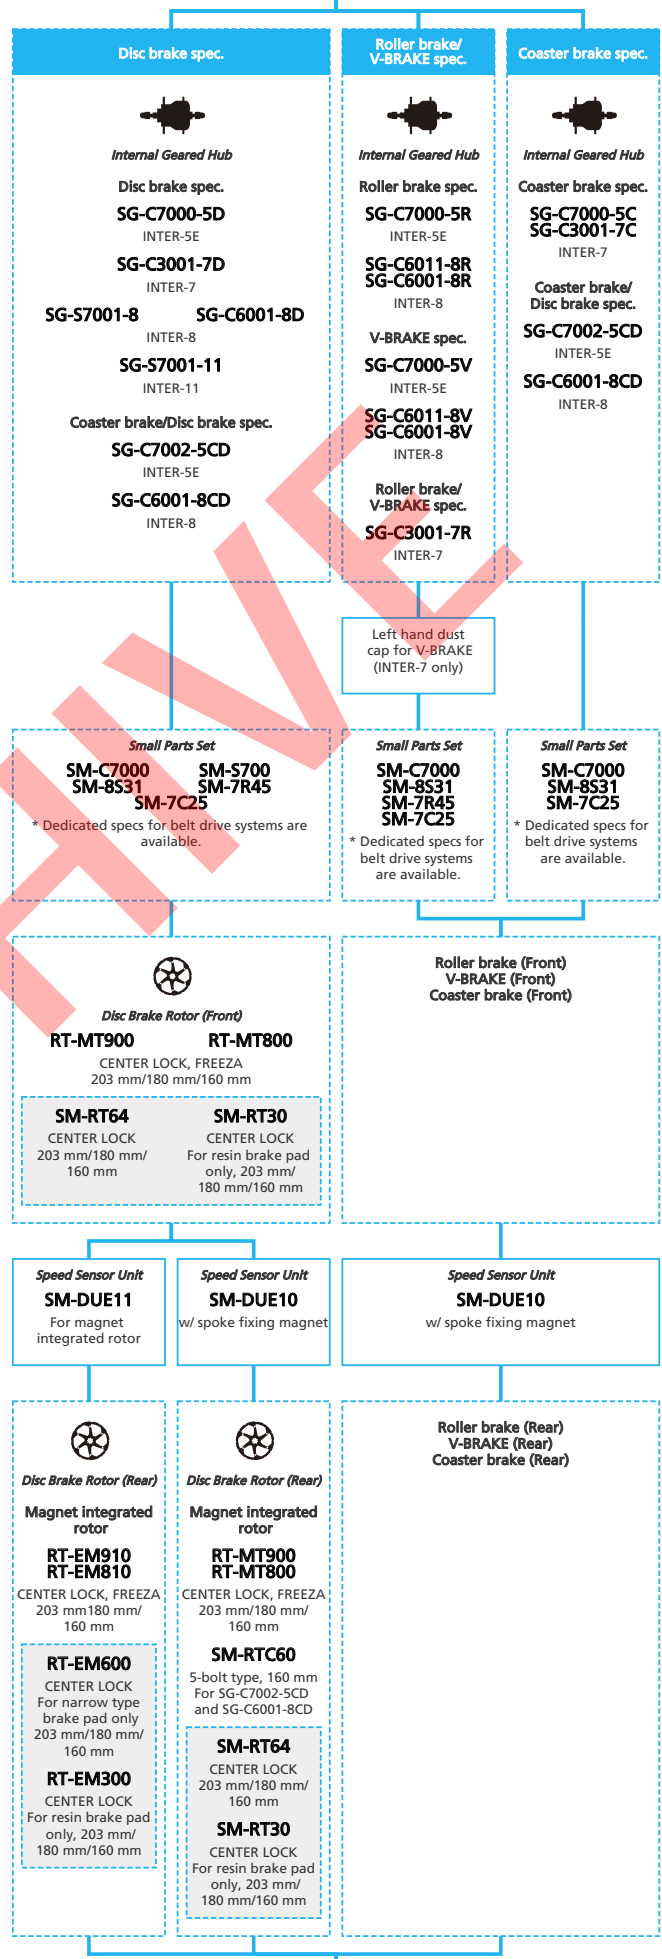 Disc brake spec.
Internal Geared Hub
Disc brake spec.
SG-C7000-5D
INTER-5E
SG-C3001-7D
INTER-7
SG-S7001-8 SG-C6001-8D
INTER-8
SG-S7001-11
INTER-11
Coaster brake/Disc brake spec.
SG-C7002-5CD
INTER-5E
SG-C6001-8CD
INTER-8
Roller brake/
V-BRAKE spec.
Internal Geared Hub
Roller brake spec.
SG-C7000-5R
INTER-5E
SG-C6011-8R
SG-C6001-8R
INTER-8
V-BRAKE spec.
SG-C7000-5V
INTER-5E
SG-C6011-8V
SG-C6001-8V
INTER-8
Roller brake/
V-BRAKE spec.
SG-C3001-7R
INTER-7
Coaster brake spec.
Internal Geared Hub
Coaster brake spec.
SG-C7000-5C
SG-C3001-7C
INTER-7
Coaster brake/
Disc brake spec.
SG-C7002-5CD
INTER-5E
SG-C6001-8CD
INTER-8
Left hand dust
cap for V-BRAKE
(INTER-7 only)
Small Parts Set
SM-C7000 SM-S700
SM-8S31 SM-7R45
SM-7C25
* Dedicated specs for belt drive systems are
available.
Small Parts Set
SM-C7000
SM-8S31
SM-7R45
SM-7C25
* Dedicated specs for
belt drive systems
are available.
Small Parts Set
SM-C7000
SM-8S31
SM-7C25
* Dedicated specs for
belt drive systems
are available.
Disc Brake Rotor (Front)
RT-MT900 RT-MT800
CENTER LOCK, FREEZA
203 mm/180 mm/160 mm
SM-RT64
CENTER LOCK
203 mm/180 mm/
160 mm
SM-RT30
CENTER LOCK
For resin brake pad
only, 203 mm/
180 mm/160 mm
Roller brake (Front)
V-BRAKE (Front)
Coaster brake (Front)
Speed Sensor Unit
SM-DUE11
For magnet
integrated rotor
Speed Sensor Unit
SM-DUE10
w/ spoke fixing magnet
Speed Sensor Unit
SM-DUE10
w/ spoke fixing magnet
Disc Brake Rotor (Rear)
Magnet integrated
rotor
RT-EM910
RT-EM810
CENTER LOCK, FREEZA
203 mm180 mm/
160 mm
RT-EM600
CENTER LOCK
For narrow type
brake pad only
203 mm/180 mm/
160 mm
RT-EM300
CENTER LOCK
For resin brake pad
only, 203 mm/
180 mm/160 mm
Disc Brake Rotor (Rear)
Magnet integrated
rotor
RT-MT900
RT-MT800
CENTER LOCK, FREEZA
203 mm/180 mm/
160 mm
SM-RTC60
5-bolt type, 160 mm
For SG-C7002-5CD
and SG-C6001-8CD
SM-RT64
CENTER LOCK
203 mm/180 mm/
160 mm
SM-RT30
CENTER LOCK
For resin brake pad
only, 203 mm/
180 mm/160 mm
Roller brake (Rear)
V-BRAKE (Rear)
Coaster brake (Rear)
HIVE